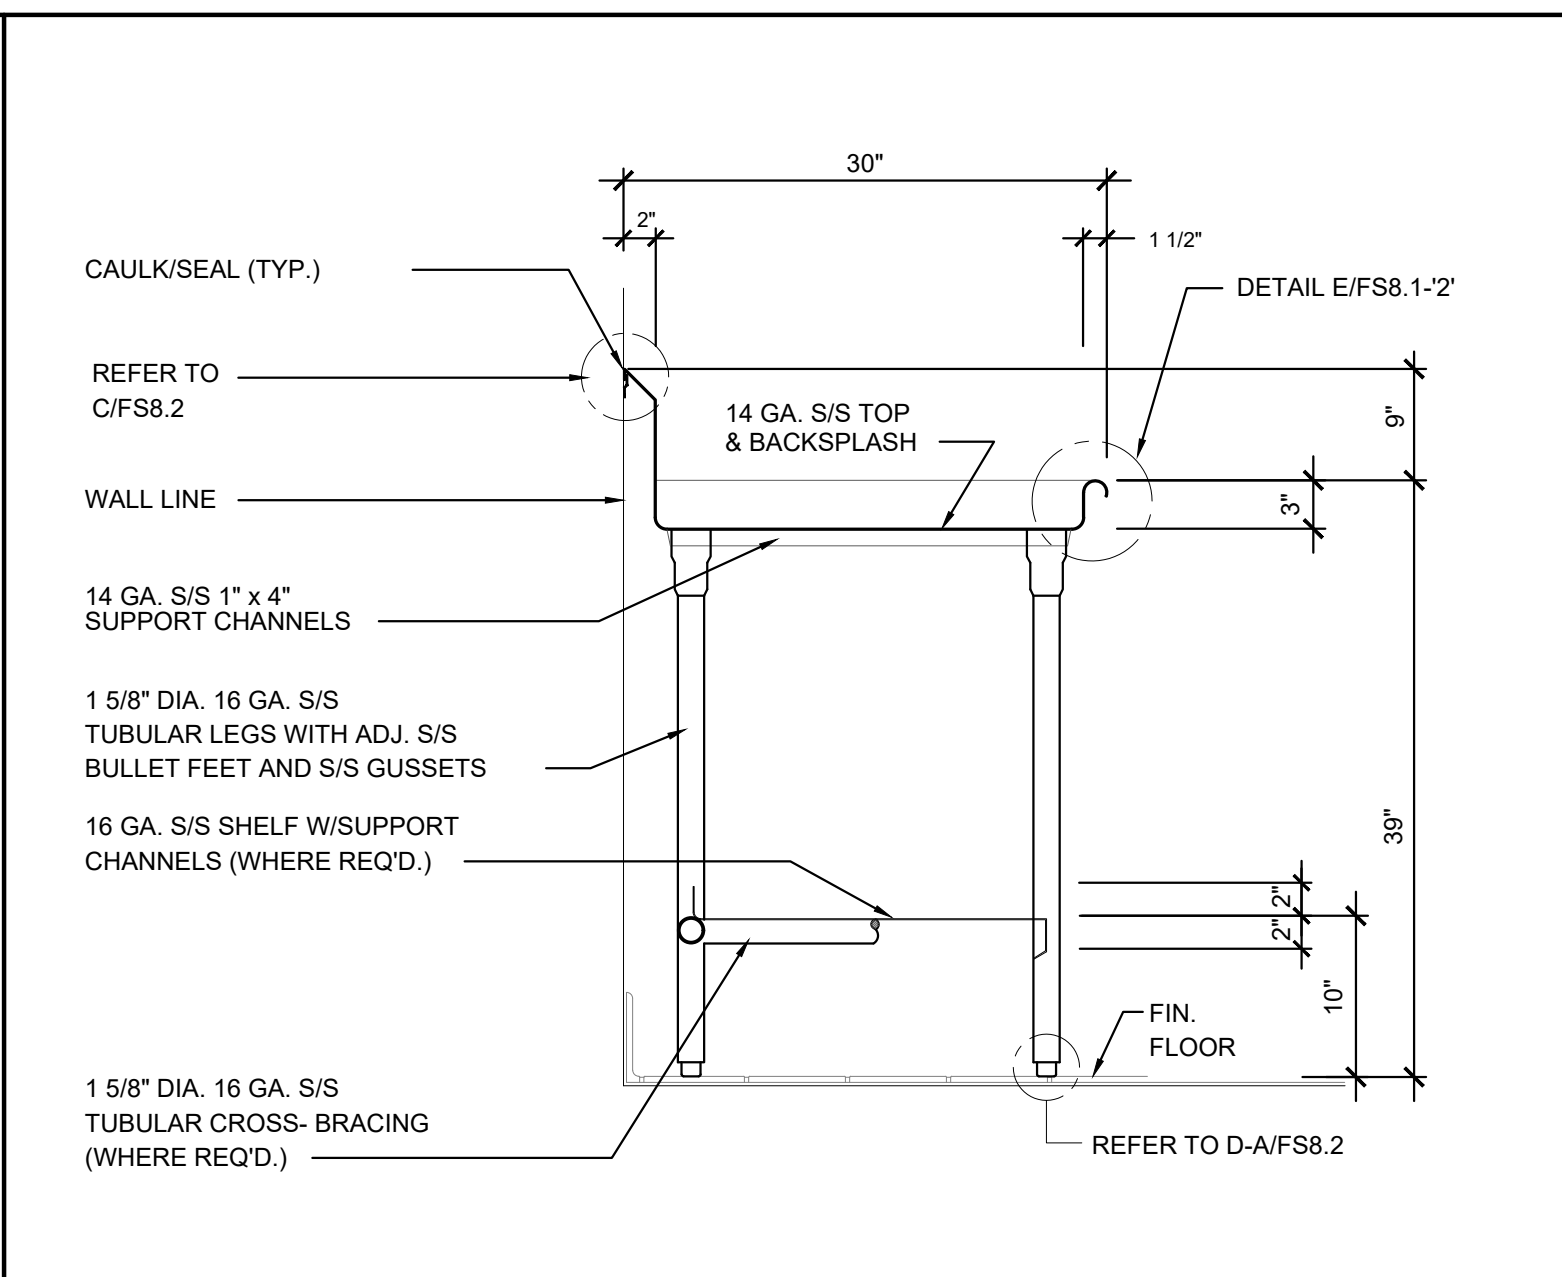 30"
2"
1 1/2"
CAULK/SEAL (TYP.)
DETAIL E/FS8.1-'2'
REFER TO
C/FS8.2
14 GA. S/S TOP
& BACKSPLASH
9"
WALL LINE
3"
14 GA. S/S 1" x 4"
SUPPORT CHANNELS
1 5/8" DIA. 16 GA. S/S
TUBULAR LEGS WITH ADJ. S/S
BULLET FEET AND S/S GUSSETS
16 GA. S/S SHELF W/SUPPORT
CHANNELS (WHERE REQ'D.)
39"
2"
2"
10"
FIN.
FLOOR
1 5/8" DIA. 16 GA. S/S
TUBULAR CROSS- BRACING
(WHERE REQ'D.)
REFER TO D-A/FS8.2